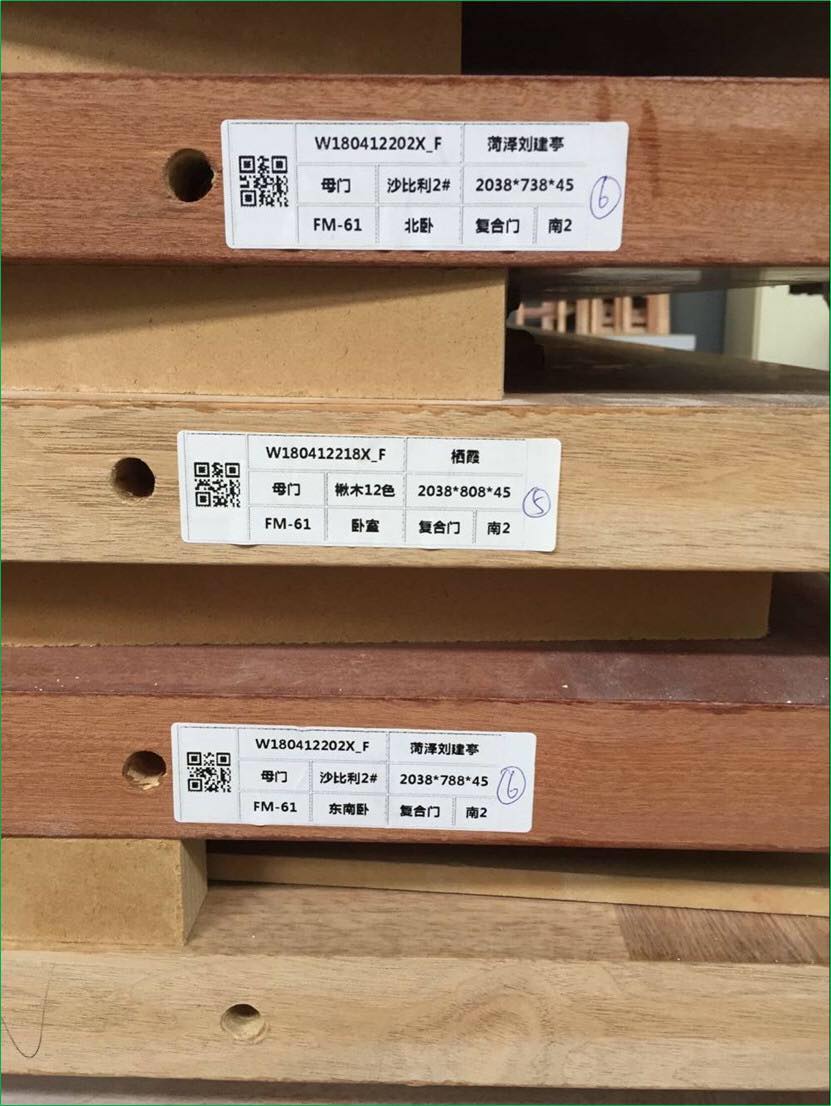 W180412202X_F 菏泽刘建亭
母门 沙比利2# 2038*738*45 ⑥
FM-61 北卧 复合门 南2
W180412218X_F 栖霞
母门 楸木12色 2038*808*45 ⑤
FM-61 卧室 复合门 南2
W180412202X_F 菏泽刘建亭
母门 沙比利2# 2038*788*45 ⑥
FM-61 东南卧 复合门 南2